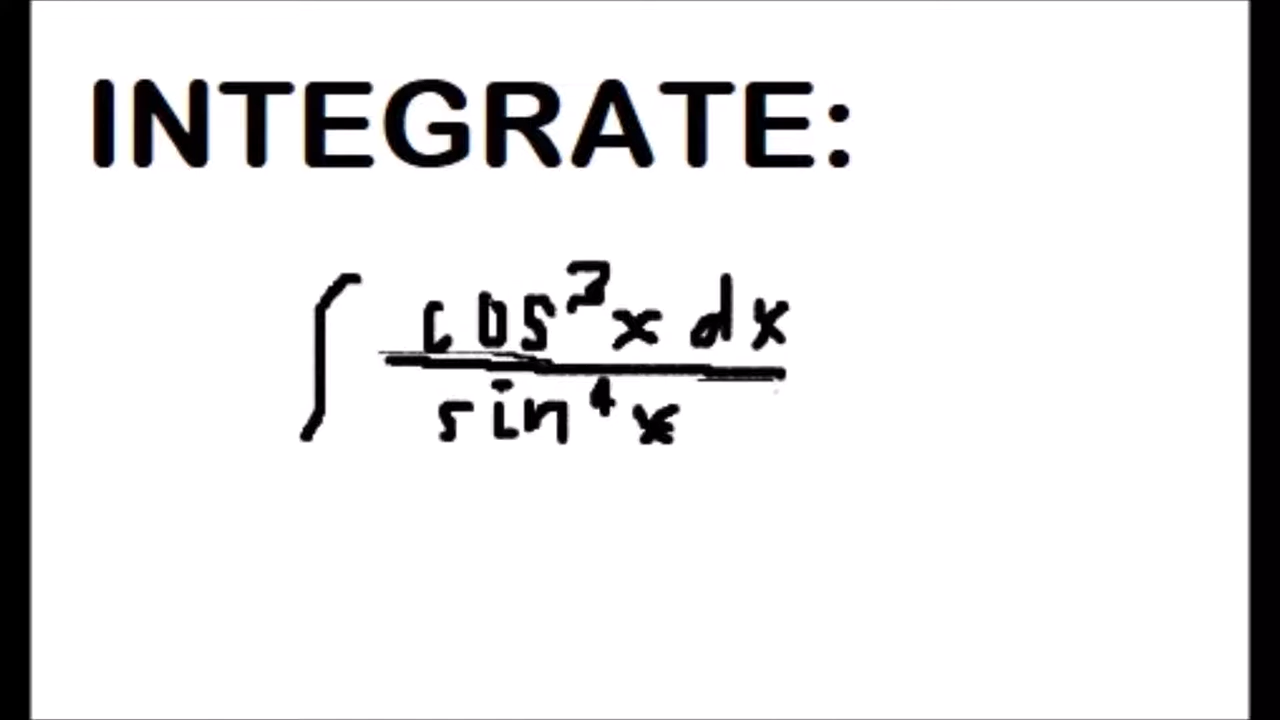 INTEGRATE:
∫ cos³x dx
sin⁴x